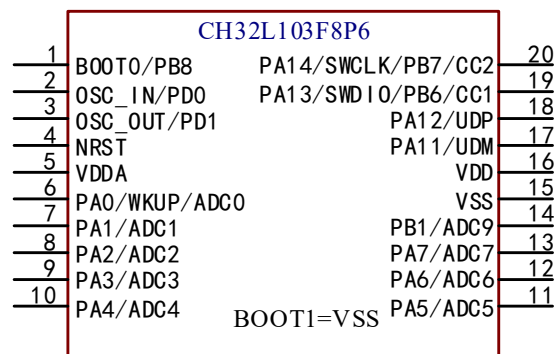 CH32L103F8P6
1 BOOT0/PB8 PA14/SWCLK/PB7/CC2 20
2 OSC_IN/PD0 PA13/SWDIO/PB6/CC1 19
3 OSC_OUT/PD1 PA12/UDP 18
4 NRST PA11/UDM 17
5 VDDA VDD 16
6 PA0/WKUP/ADC0 VSS 15
7 PA1/ADC1 PB1/ADC9 14
8 PA2/ADC2 PA7/ADC7 13
9 PA3/ADC3 PA6/ADC6 12
10 PA4/ADC4 PA5/ADC5 11
BOOT1=VSS